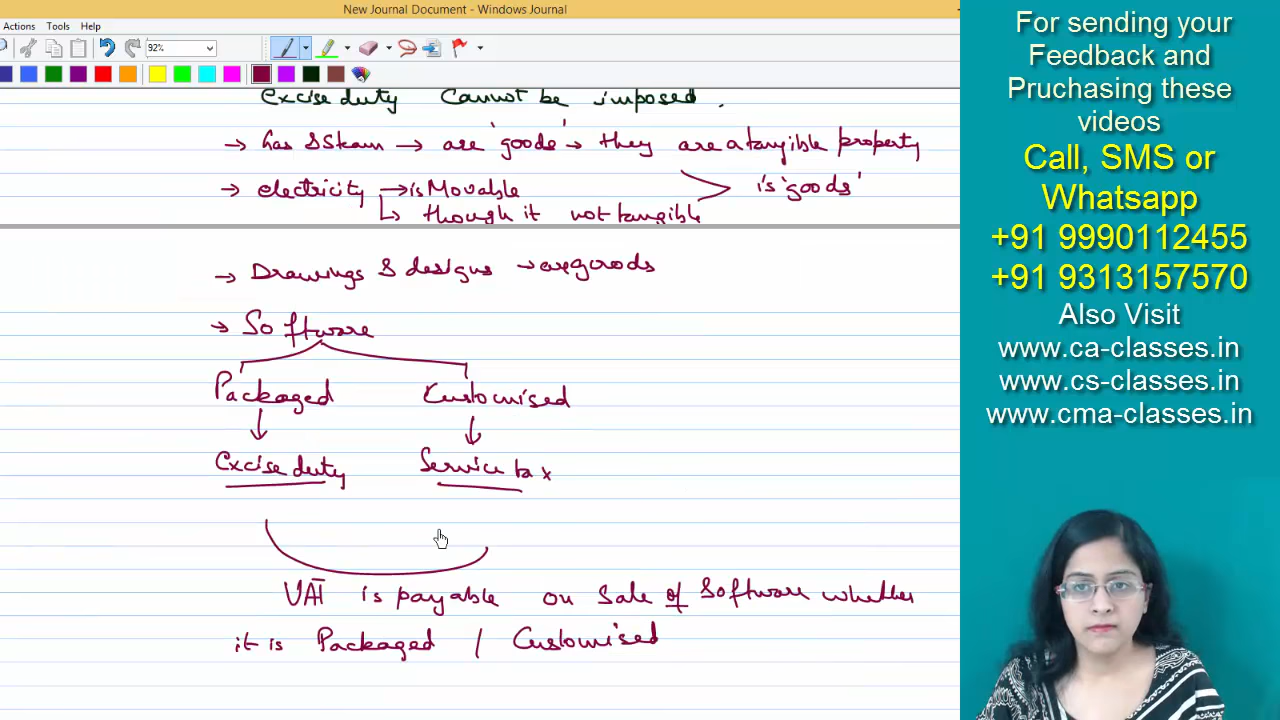 New Journal Document - Windows Journal
Actions Tools Help
92%
Excise duty Cannot be imposed .
→ Gas & Steam → are 'goods' → they are a tangible property
→ electricity → is Movable
is 'goods'
↳ though it not tangible
→ Drawings & designs → are goods
→ Software
Packaged Customised
Excise duty Service tax
VAT is payable on Sale of Software whether
it is Packaged / Customised
For sending your
Feedback and
Pruchasing these
videos
Call, SMS or
Whatsapp
+91 9990112455
+91 9313157570
Also Visit
www.ca-classes.in
www.cs-classes.in
www.cma-classes.in